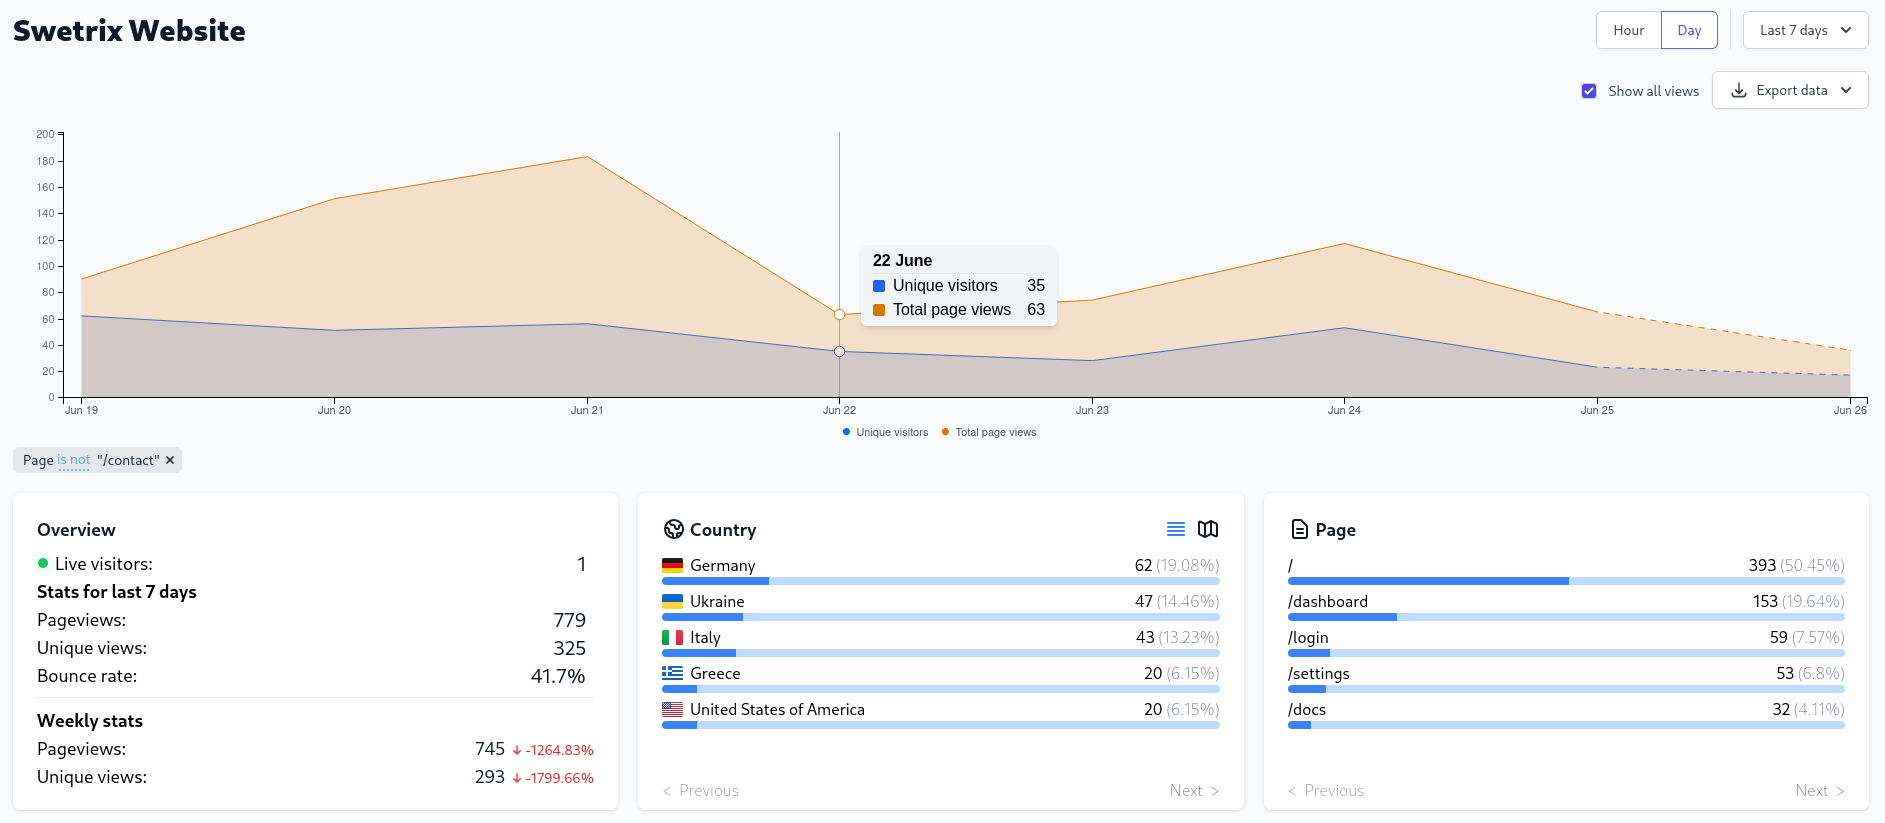 Swetrix Website
Hour Day Last 7 days
Show all views Export data
200
180
160
140
120
100
80
60
40
20
0
22 June
Unique visitors 35
Total page views 63
Jun 19 Jun 20 Jun 21 Jun 22 Jun 23 Jun 24 Jun 25 Jun 26
Unique visitors Total page views
Page is not "/contact" ×
Overview
Live visitors: 1
Stats for last 7 days
Pageviews: 779
Unique views: 325
Bounce rate: 41.7%
Weekly stats
Pageviews: 745 ↓ -1264.83%
Unique views: 293 ↓ -1799.66%
Country
Germany 62 (19.08%)
Ukraine 47 (14.46%)
Italy 43 (13.23%)
Greece 20 (6.15%)
United States of America 20 (6.15%)
< Previous Next >
Page
/ 393 (50.45%)
/dashboard 153 (19.64%)
/login 59 (7.57%)
/settings 53 (6.8%)
/docs 32 (4.11%)
< Previous Next >